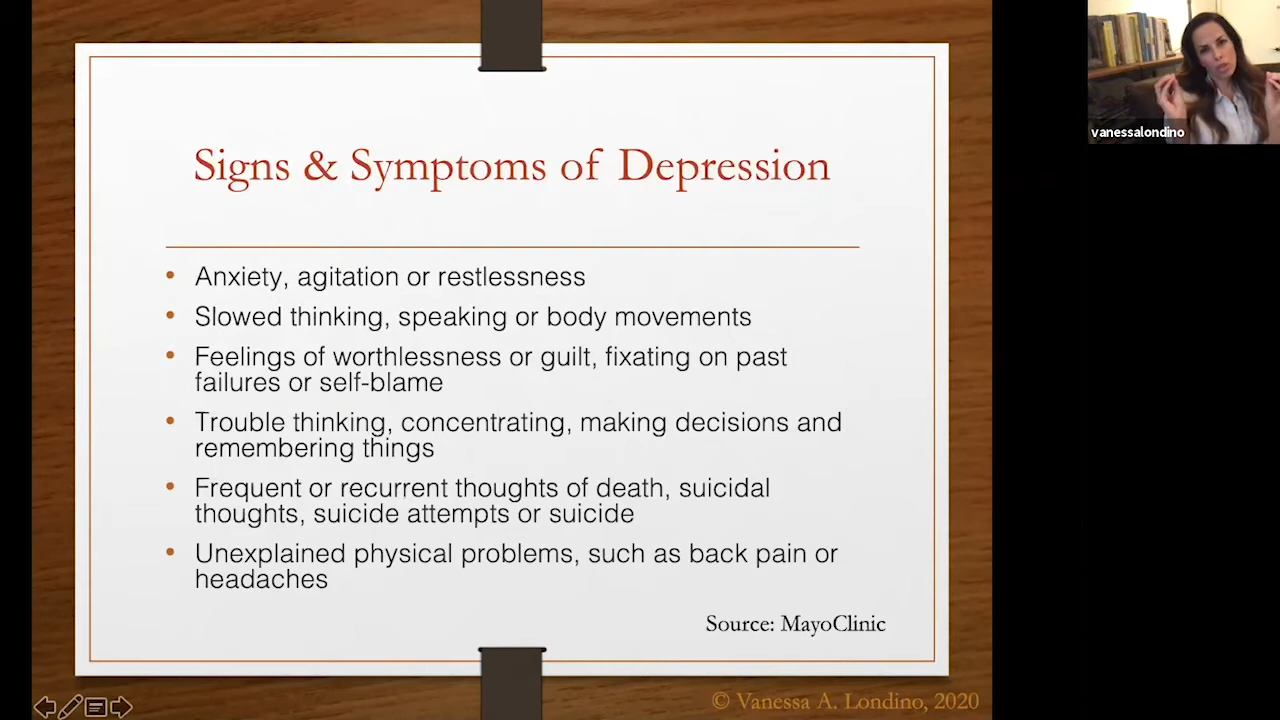 Signs & Symptoms of Depression
• Anxiety, agitation or restlessness
• Slowed thinking, speaking or body movements
• Feelings of worthlessness or guilt, fixating on past
failures or self-blame
• Trouble thinking, concentrating, making decisions and
remembering things
• Frequent or recurrent thoughts of death, suicidal
thoughts, suicide attempts or suicide
• Unexplained physical problems, such as back pain or
headaches
Source: MayoClinic
© Vanessa A. Londino, 2020
vanessalondino